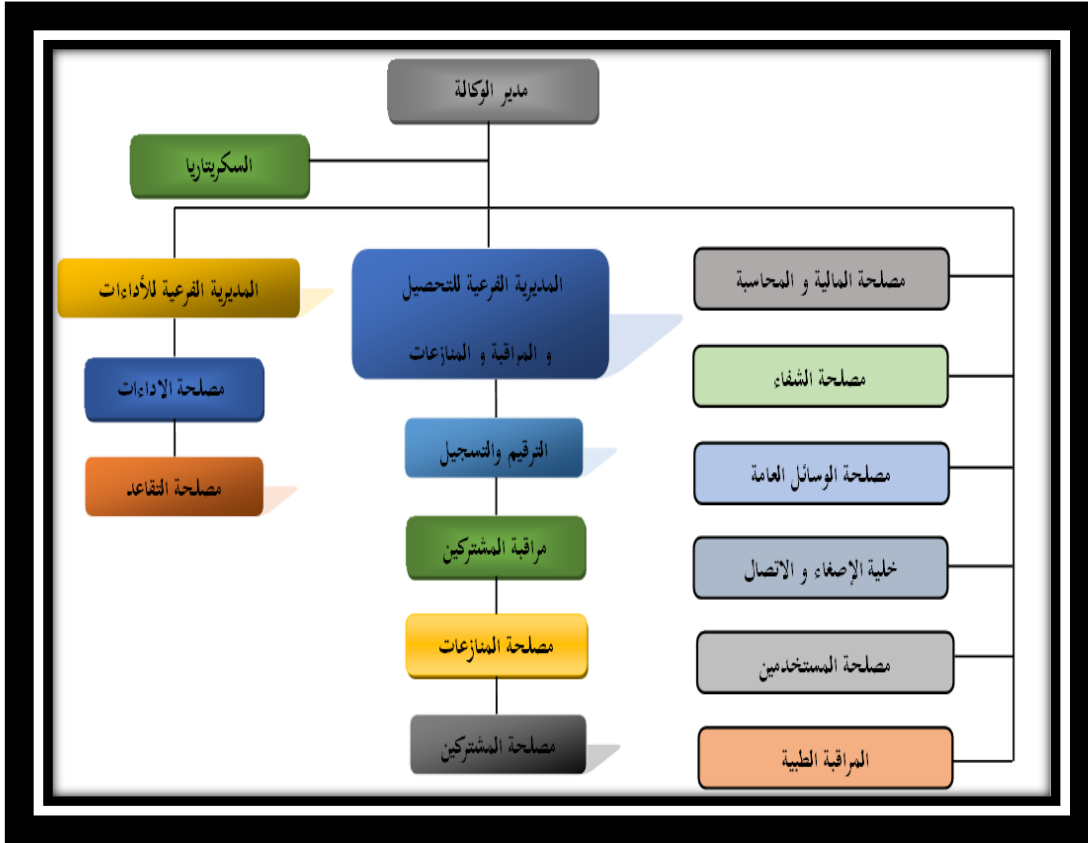 مدير الوكالة
السكريتاريا
مصلحة المالية و المحاسبة
مصلحة الشفاء
مصلحة الوسائل العامة
خلية الإصغاء و الاتصال
مصلحة المستخدمين
المراقبة الطبية
المديرية الفرعية للتحصيل
و المراقبة و المنازعات
الترقيم والتسجيل
مراقبة المشتركين
مصلحة المنازعات
مصلحة المشتركين
المديرية الفرعية للأداءات
مصلحة الاداءات
مصلحة التقاعد